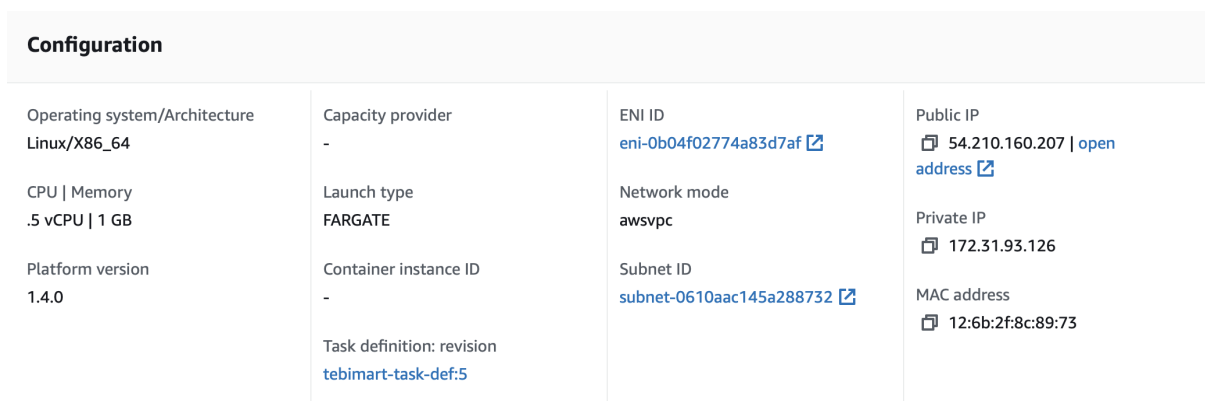 Configuration
Operating system/Architecture
Linux/X86_64
CPU | Memory
.5 vCPU | 1 GB
Platform version
1.4.0
Capacity provider
-
Launch type
FARGATE
Container instance ID
-
Task definition: revision
tebimart-task-def:5
ENI ID
eni-0b04f02774a83d7af
Network mode
awsvpc
Subnet ID
subnet-0610aac145a288732
Public IP
54.210.160.207 | open
address
Private IP
172.31.93.126
MAC address
12:6b:2f:8c:89:73